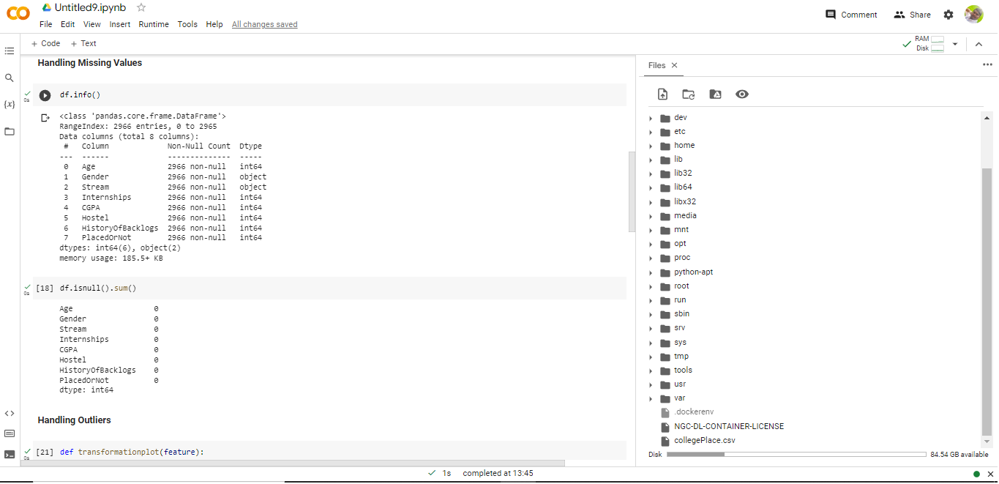 Untitled9.ipynb
File Edit View Insert Runtime Tools Help All changes saved
Comment Share
+ Code + Text
RAM
Disk
Handling Missing Values
0s
df.info()
<class 'pandas.core.frame.DataFrame'>
RangeIndex: 2966 entries, 0 to 2965
Data columns (total 8 columns):
# Column Non-Null Count Dtype
--- ------ -------------- -----
0 Age 2966 non-null int64
1 Gender 2966 non-null object
2 Stream 2966 non-null object
3 Internships 2966 non-null int64
4 CGPA 2966 non-null int64
5 Hostel 2966 non-null int64
6 HistoryOfBacklogs 2966 non-null int64
7 PlacedOrNot 2966 non-null int64
dtypes: int64(6), object(2)
memory usage: 185.5+ KB
0s
[18] df.isnull().sum()
Age 0
Gender 0
Stream 0
Internships 0
CGPA 0
Hostel 0
HistoryOfBacklogs 0
PlacedOrNot 0
dtype: int64
Handling Outliers
0s
[21] def transformationplot(feature):
{x}
Files
dev
etc
home
lib
lib32
lib64
libx32
media
mnt
opt
proc
python-apt
root
run
sbin
srv
sys
tmp
tools
usr
var
.dockerenv
NGC-DL-CONTAINER-LICENSE
collegePlace.csv
Disk 84.54 GB available
1s completed at 13:45